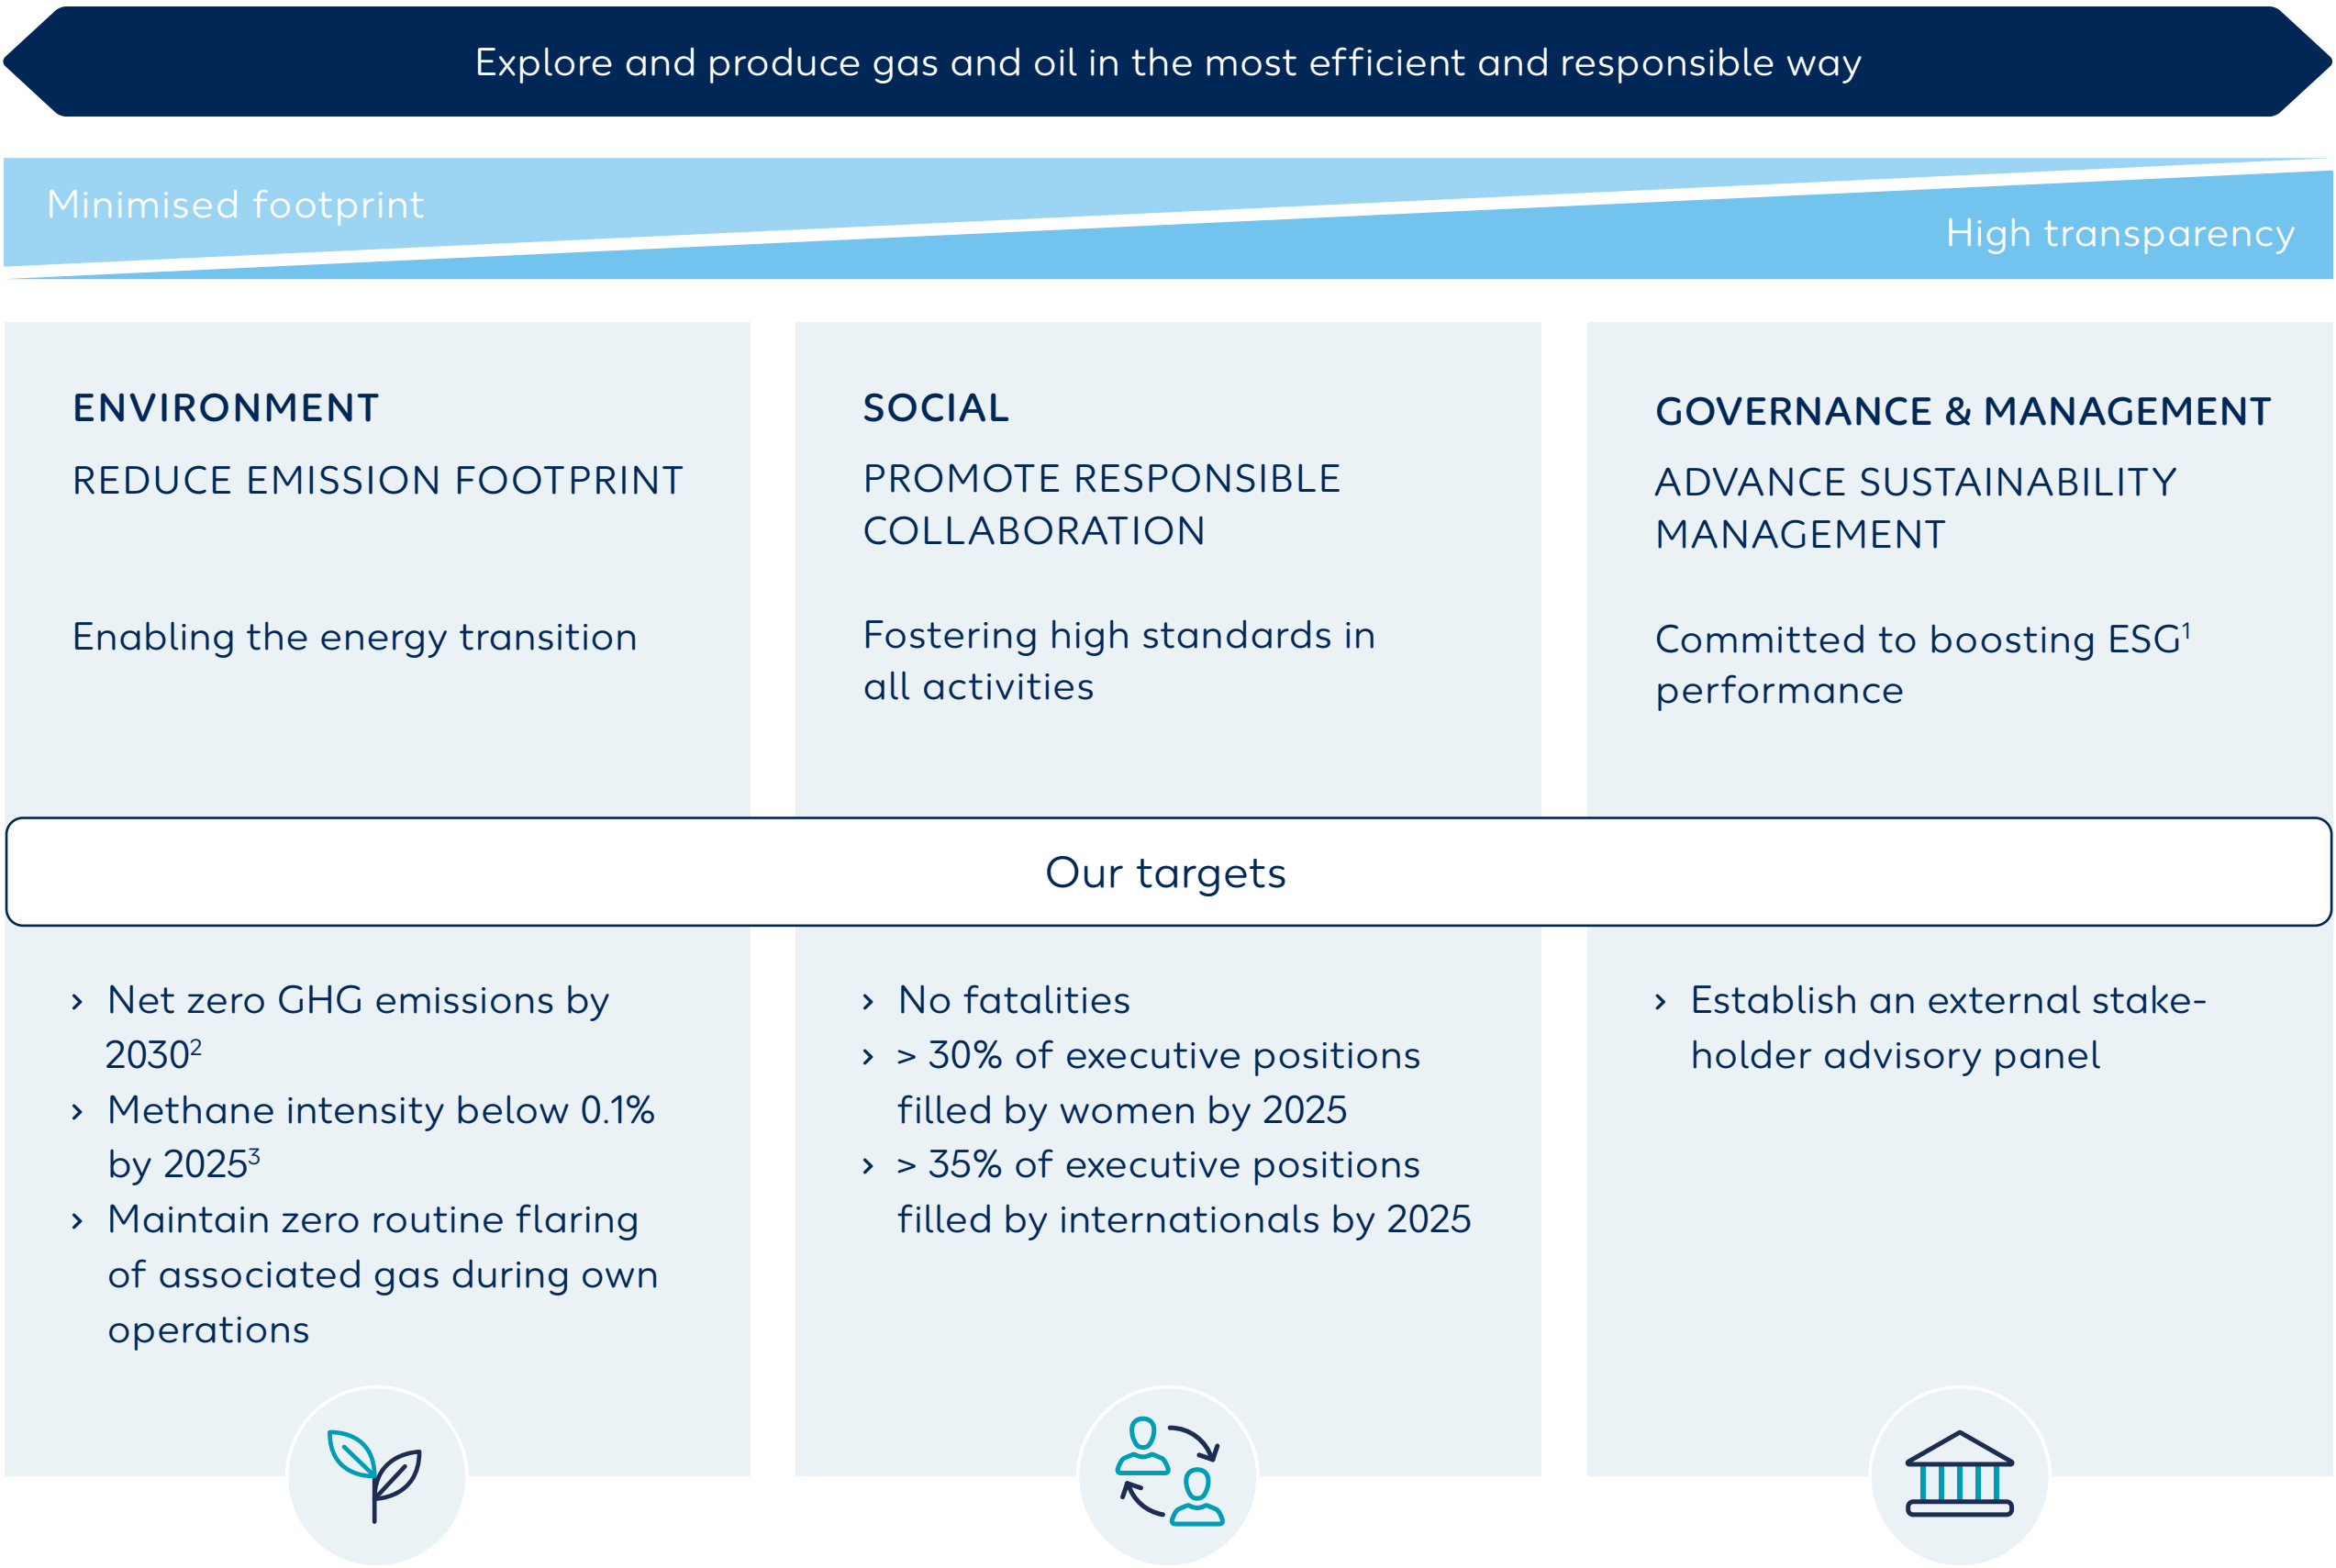 Explore and produce gas and oil in the most efficient and responsible way
Minimised footprint
High transparency
ENVIRONMENT
REDUCE EMISSION FOOTPRINT
Enabling the energy transition
SOCIAL
PROMOTE RESPONSIBLE
COLLABORATION
Fostering high standards in
all activities
GOVERNANCE & MANAGEMENT
ADVANCE SUSTAINABILITY
MANAGEMENT
Committed to boosting ESG¹
performance
Our targets
› Net zero GHG emissions by
2030²
› Methane intensity below 0.1%
by 2025³
› Maintain zero routine flaring
of associated gas during own
operations
› No fatalities
› > 30% of executive positions
filled by women by 2025
› > 35% of executive positions
filled by internationals by 2025
› Establish an external stake-
holder advisory panel